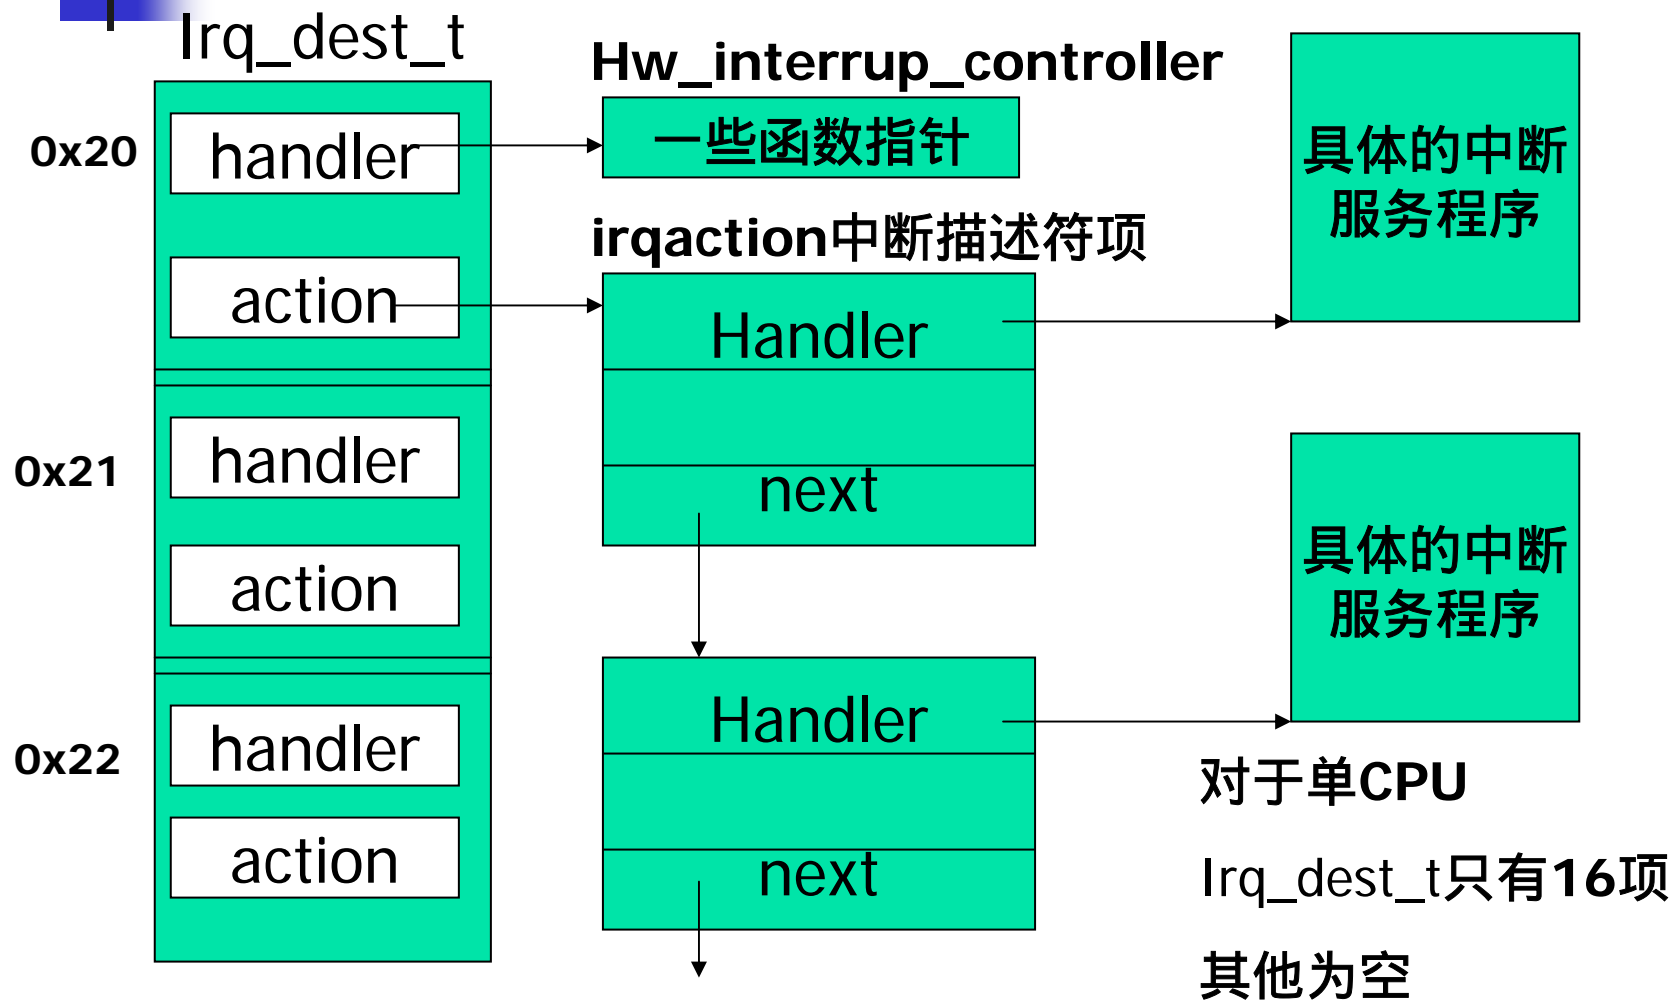 Irq_dest_t
Hw_interrup_controller
0x20
handler
一些函数指针
具体的中断
服务程序
irqaction中断描述符项
action
Handler
0x21
handler
next
action
具体的中断
服务程序
0x22
handler
Handler
action
next
对于单CPU
Irq_dest_t只有16项
其他为空